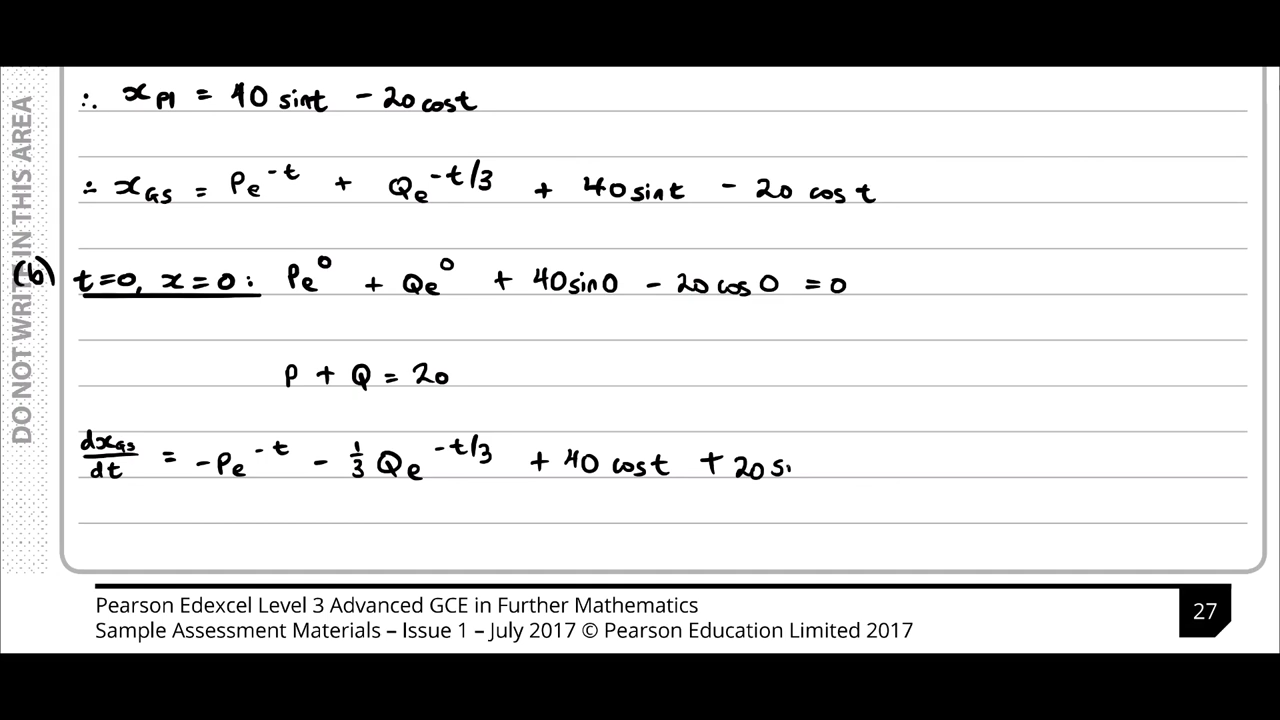 DO NOT WRITE IN THIS AREA
∴ x_PI = 40 sint - 20 cost
∴ x_GS = Pe^{-t} + Qe^{-t/3} + 40 sint - 20 cos t
(b) t=0, x=0: Pe^0 + Qe^0 + 40 sin0 - 20 cos 0 = 0
P + Q = 20
dx_GS/dt = -Pe^{-t} - 1/3 Qe^{-t/3} + 40 cost + 20 s
Pearson Edexcel Level 3 Advanced GCE in Further Mathematics
Sample Assessment Materials – Issue 1 – July 2017 © Pearson Education Limited 2017
27